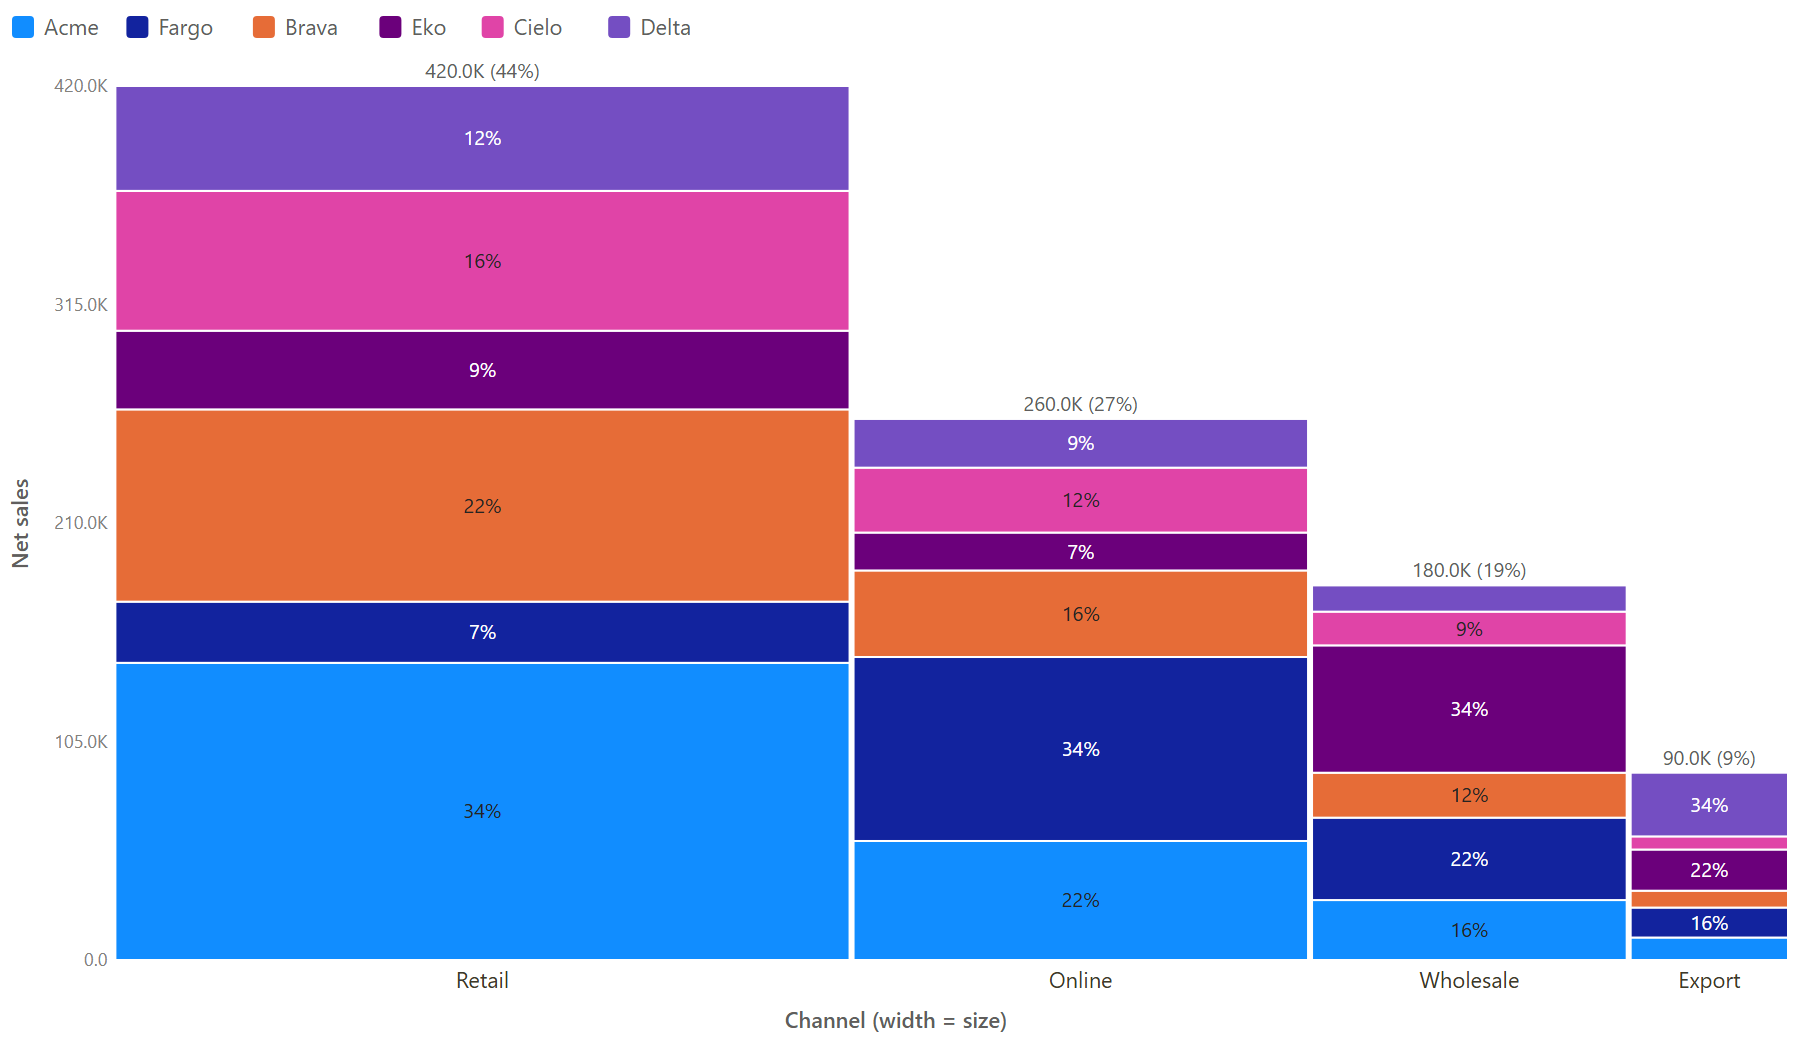 Acme Fargo Brava Eko Cielo Delta
420.0K (44%)
420.0K
12%
16%
315.0K
9%
22%
7%
34%
260.0K (27%)
9%
12%
7%
16%
34%
22%
180.0K (19%)
9%
34%
12%
22%
16%
90.0K (9%)
34%
22%
16%
210.0K
105.0K
0.0
Net sales
Retail Online Wholesale Export
Channel (width = size)